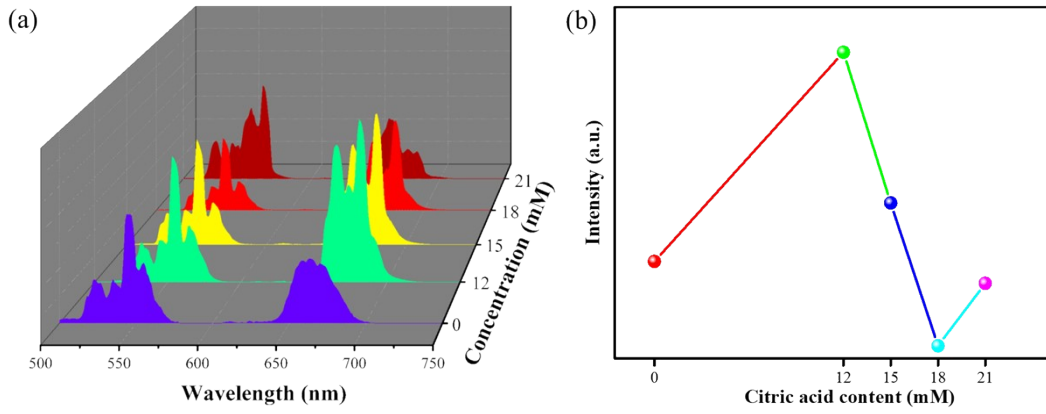 (a)
21
18
15
12
0
Concentration (mM)
500 550 600 650 700 750
Wavelength (nm)
(b)
Intensity (a.u.)
0 12 15 18 21
Citric acid content (mM)